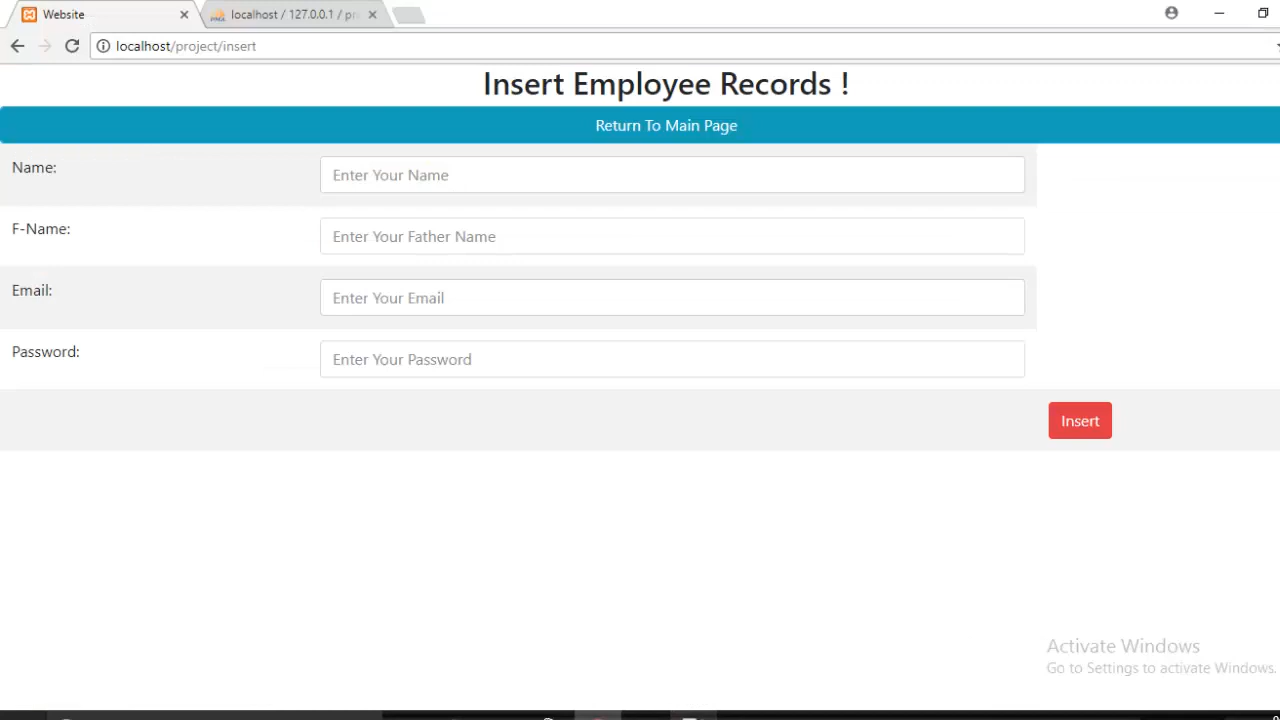 Website
localhost / 127.0.0.1 / pr
localhost/project/insert
Insert Employee Records !
Return To Main Page
Name:
Enter Your Name
F-Name:
Enter Your Father Name
Email:
Enter Your Email
Password:
Enter Your Password
Insert
Activate Windows
Go to Settings to activate Windows.